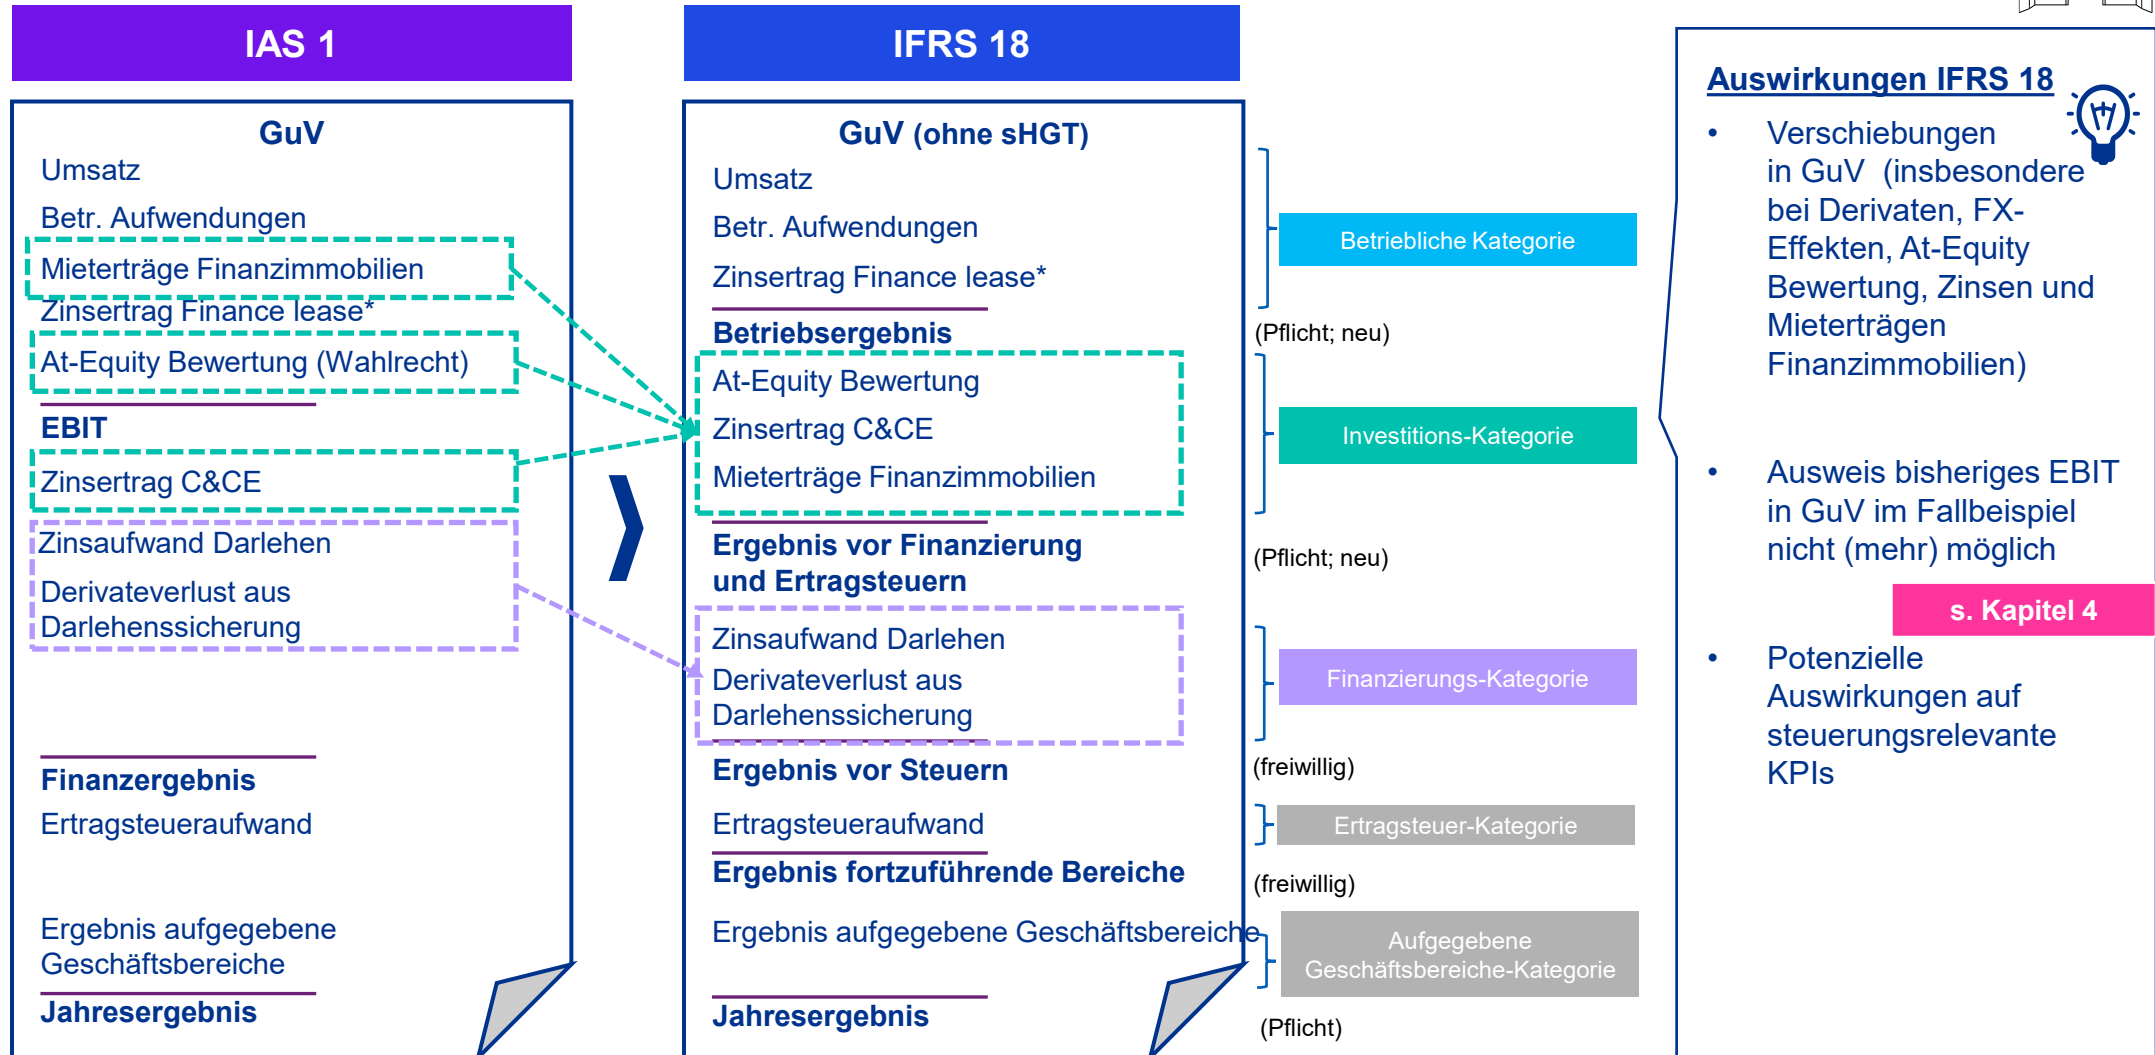 IAS 1
GuV
Umsatz
Betr. Aufwendungen
Mieterträge Finanzimmobilien
Zinsertrag Finance lease*
At-Equity Bewertung (Wahlrecht)
EBIT
Zinsertrag C&CE
Zinsaufwand Darlehen
Derivateverlust aus
Darlehenssicherung
Finanzergebnis
Ertragsteueraufwand
Ergebnis aufgegebene
Geschäftsbereiche
Jahresergebnis
IFRS 18
GuV (ohne sHGT)
Umsatz
Betr. Aufwendungen
Zinsertrag Finance lease*
Betriebsergebnis
At-Equity Bewertung
Zinsertrag C&CE
Mieterträge Finanzimmobilien
Ergebnis vor Finanzierung
und Ertragsteuern
Zinsaufwand Darlehen
Derivateverlust aus
Darlehenssicherung
Ergebnis vor Steuern
Ertragsteueraufwand
Ergebnis fortzuführende Bereiche
Ergebnis aufgegebene Geschäftsbereiche
Jahresergebnis
Betriebliche Kategorie
(Pflicht; neu)
Investitions-Kategorie
(Pflicht; neu)
Finanzierungs-Kategorie
(freiwillig)
Ertragsteuer-Kategorie
(freiwillig)
Aufgegebene
Geschäftsbereiche-Kategorie
(Pflicht)
Auswirkungen IFRS 18
• Verschiebungen
in GuV (insbesondere
bei Derivaten, FX-
Effekten, At-Equity
Bewertung, Zinsen und
Mieterträgen
Finanzimmobilien)
• Ausweis bisheriges EBIT
in GuV im Fallbeispiel
nicht (mehr) möglich
s. Kapitel 4
• Potenzielle
Auswirkungen auf
steuerungsrelevante
KPIs